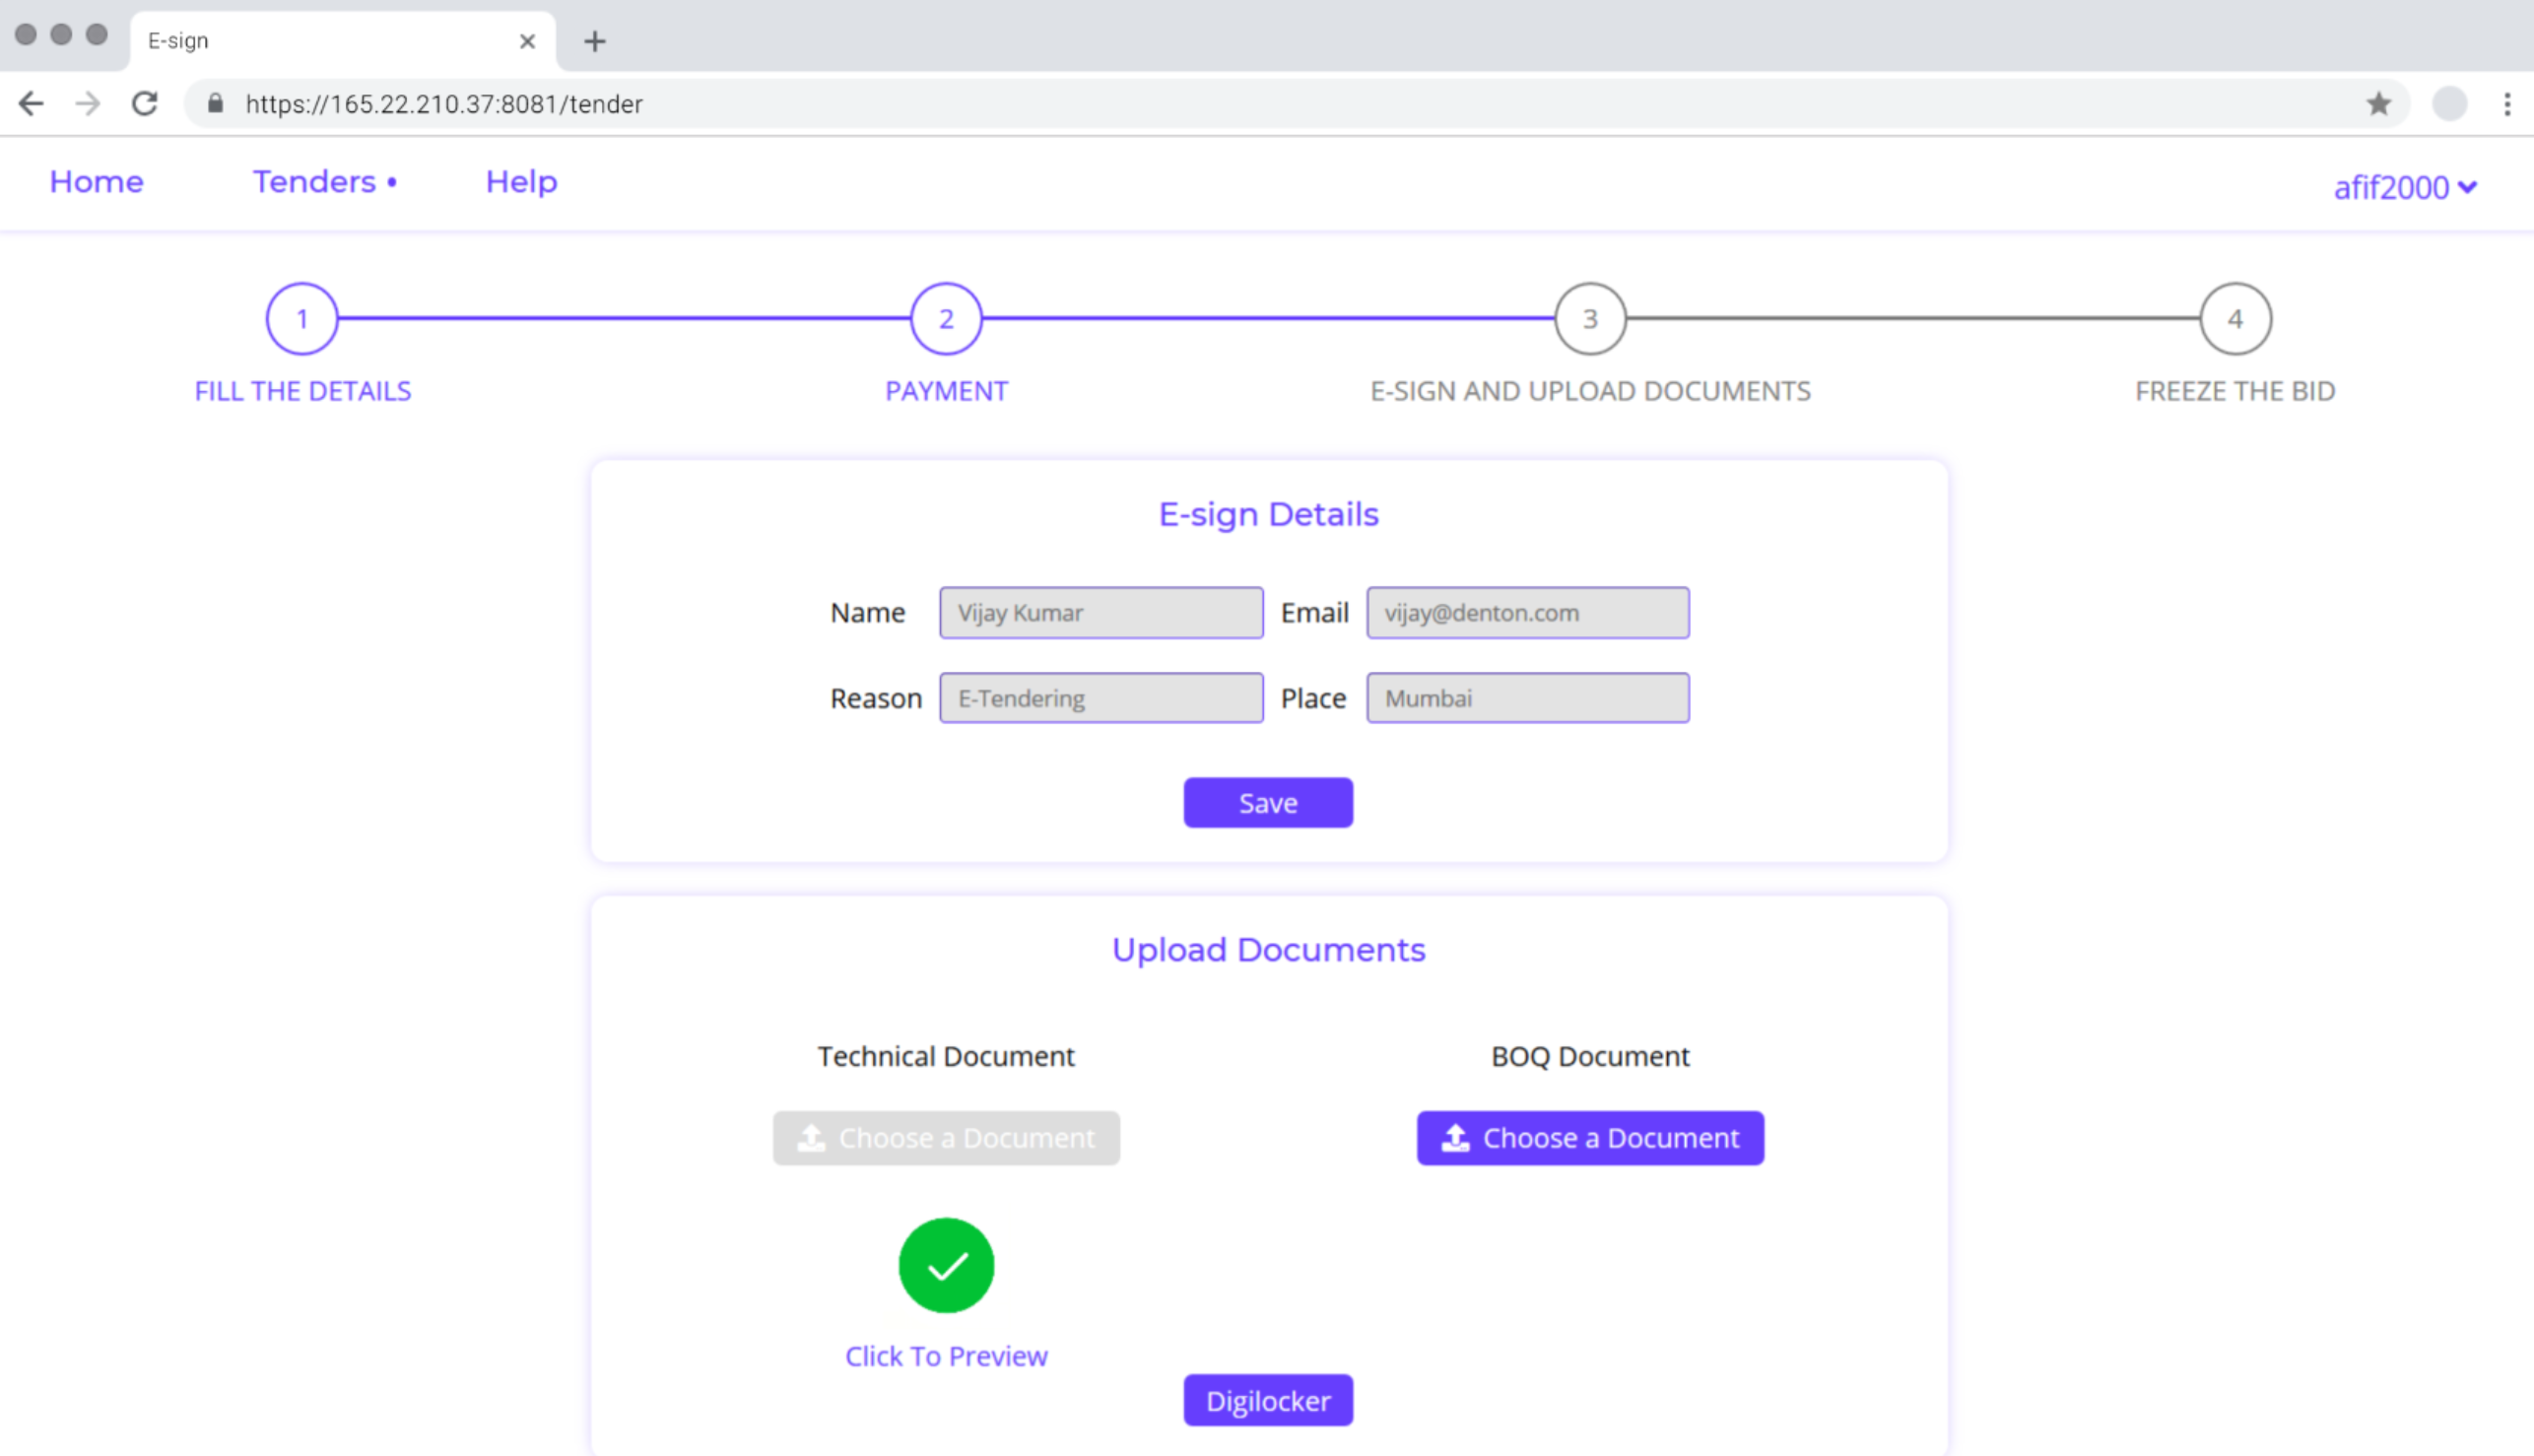 E-sign
https://165.22.210.37:8081/tender
Home Tenders • Help afif2000
1 2 3 4
FILL THE DETAILS PAYMENT E-SIGN AND UPLOAD DOCUMENTS FREEZE THE BID
E-sign Details
Name Vijay Kumar Email vijay@denton.com
Reason E-Tendering Place Mumbai
Save
Upload Documents
Technical Document BOQ Document
Choose a Document Choose a Document
Click To Preview
Digilocker